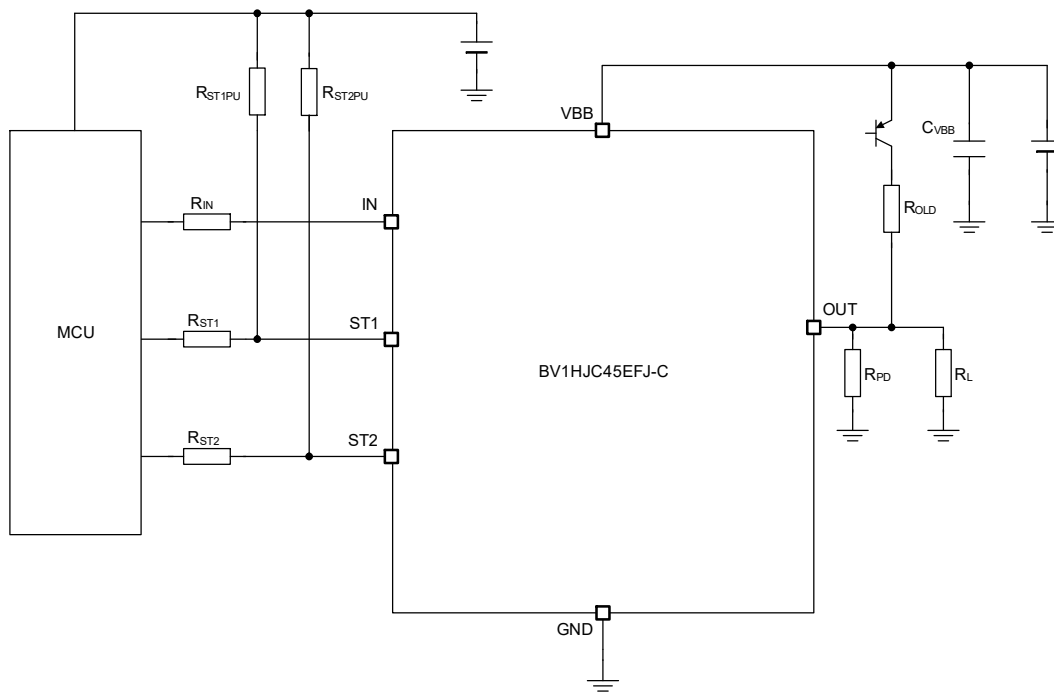 RST1PU
RST2PU
VBB
CVBB
RIN
IN
ROLD
RST1
ST1
OUT
MCU
BV1HJC45EFJ-C
RPD
RL
RST2
ST2
GND